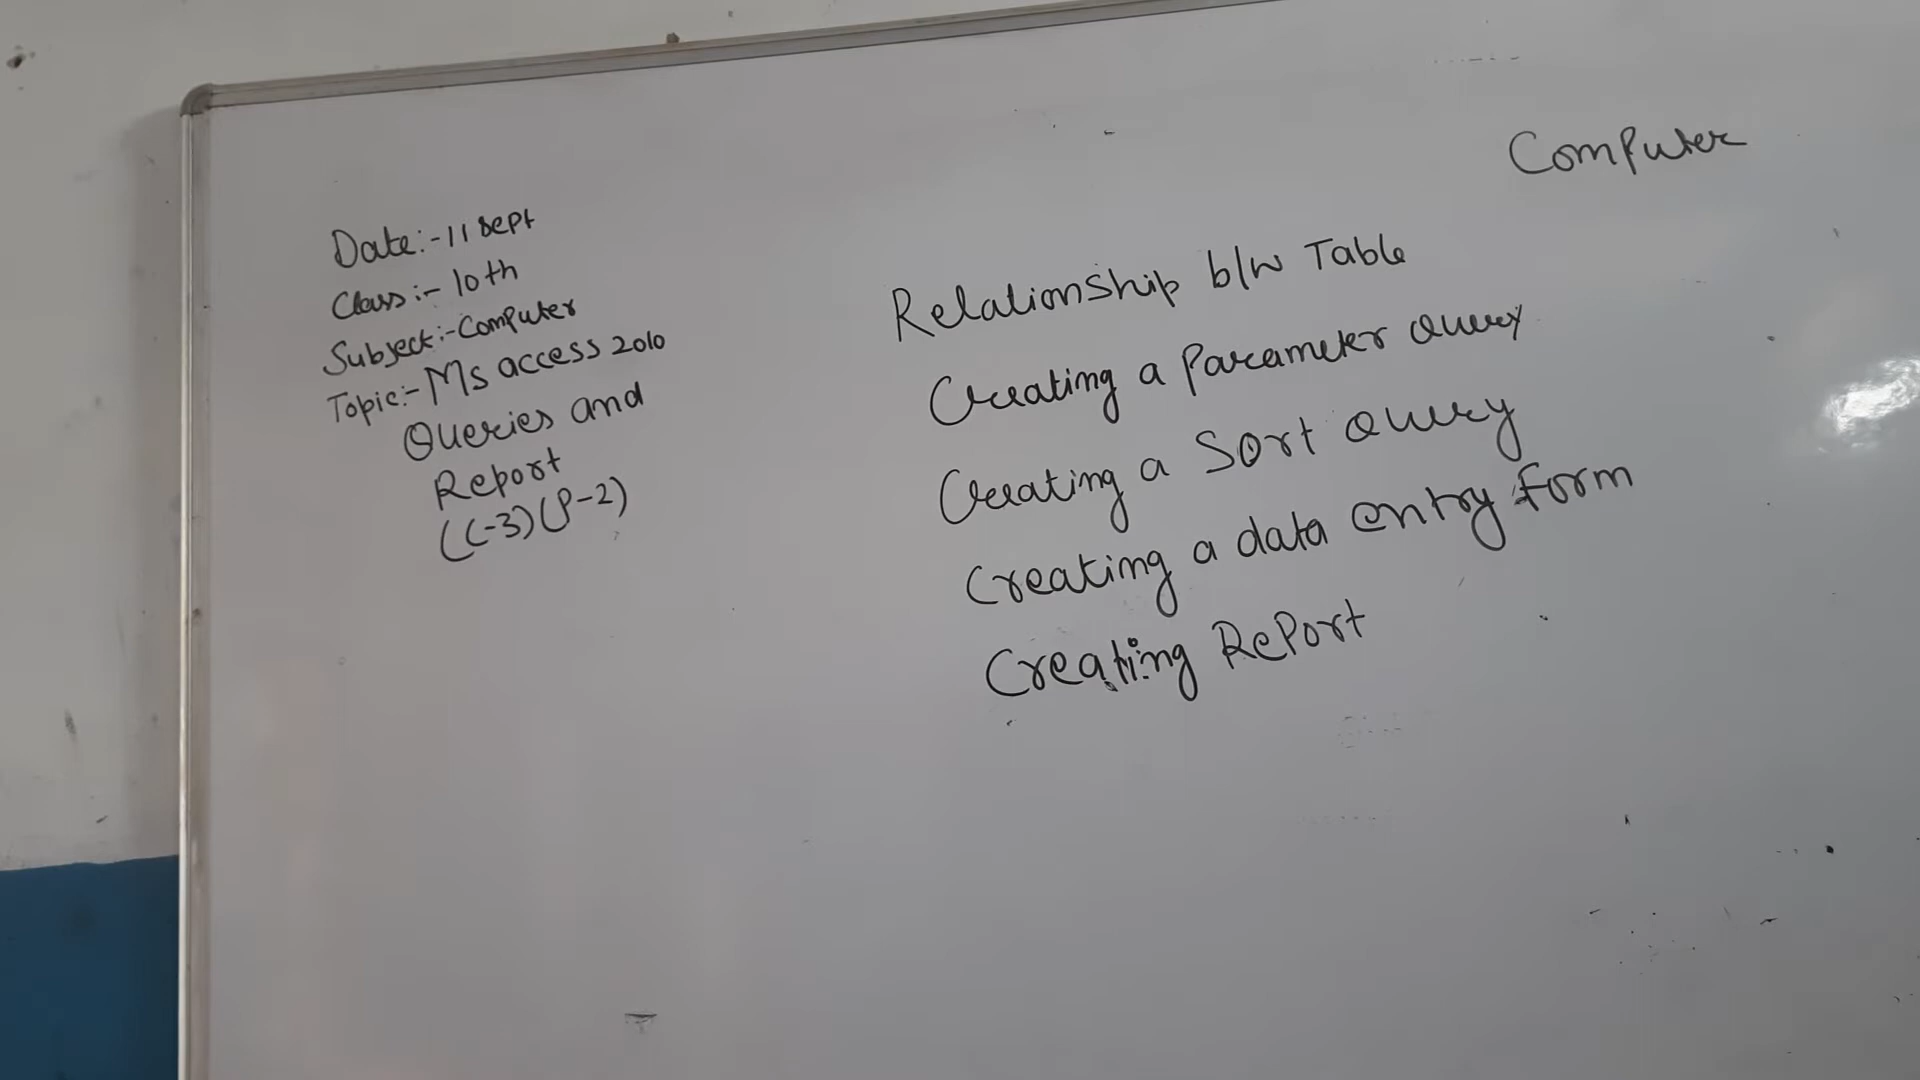 Computer
Date:-11 Sept
Class:- 10th
Subject:-Computer
Topic:-Ms access 2010
Queries and
Report
(C-3)(P-2)
Relationship b/w Table
Creating a Parameter Query
Creating a Sort Query
Creating a data entry form
Creating Report